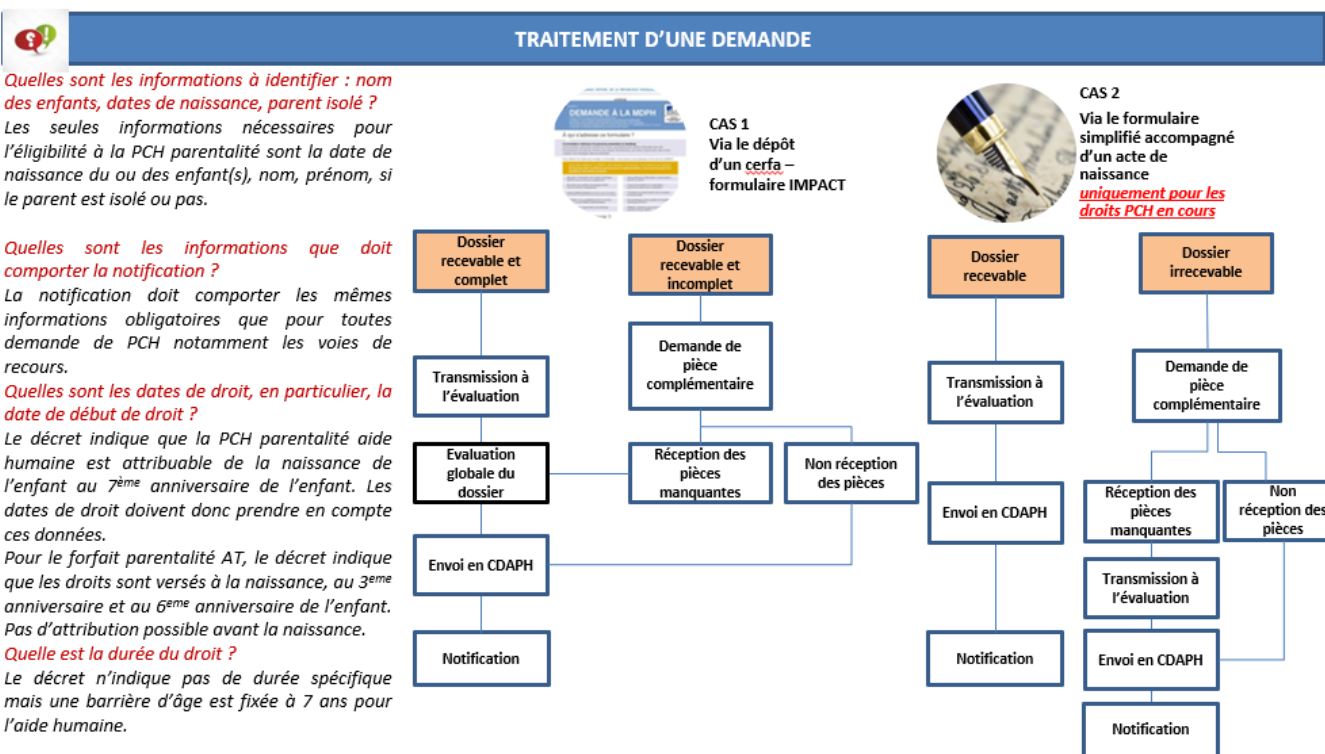 TRAITEMENT D’UNE DEMANDE
Quelles sont les informations à identifier : nom
des enfants, dates de naissance, parent isolé ?
Les seules informations nécessaires pour
l’éligibilité à la PCH parentalité sont la date de
naissance du ou des enfant(s), nom, prénom, si
le parent est isolé ou pas.
Quelles sont les informations que doit
comporter la notification ?
La notification doit comporter les mêmes
informations obligatoires que pour toutes
demande de PCH notamment les voies de
recours.
Quelles sont les dates de droit, en particulier, la
date de début de droit ?
Le décret indique que la PCH parentalité aide
humaine est attribuable de la naissance de
l’enfant au 7ème anniversaire de l’enfant. Les
dates de droit doivent donc prendre en compte
ces données.
Pour le forfait parentalité AT, le décret indique
que les droits sont versés à la naissance, au 3eme
anniversaire et au 6eme anniversaire de l’enfant.
Pas d’attribution possible avant la naissance.
Quelle est la durée du droit ?
Le décret n’indique pas de durée spécifique
mais une barrière d’âge est fixée à 7 ans pour
l’aide humaine.
DEMANDE À LA MDPH
À qui s'adresse ce formulaire ?
CAS 1
Via le dépôt
d’un cerfa –
formulaire IMPACT
Dossier
recevable et
complet
Transmission à
l’évaluation
Evaluation
globale du
dossier
Envoi en CDAPH
Notification
Dossier
recevable et
incomplet
Demande de
pièce
complémentaire
Réception des
pièces
manquantes
Non réception
des pièces
CAS 2
Via le formulaire
simplifié accompagné
d’un acte de
naissance
uniquement pour les
droits PCH en cours
Dossier
recevable
Transmission à
l’évaluation
Envoi en CDAPH
Notification
Dossier
irrecevable
Demande de
pièce
complémentaire
Réception des
pièces
manquantes
Non
réception des
pièces
Transmission à
l’évaluation
Envoi en CDAPH
Notification